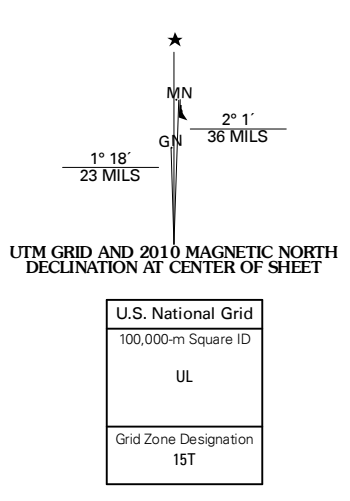 ★
MN
GN
2° 1´
36 MILS
1° 18´
23 MILS
UTM GRID AND 2010 MAGNETIC NORTH
DECLINATION AT CENTER OF SHEET
U.S. National Grid
100,000-m Square ID
UL
Grid Zone Designation
15T